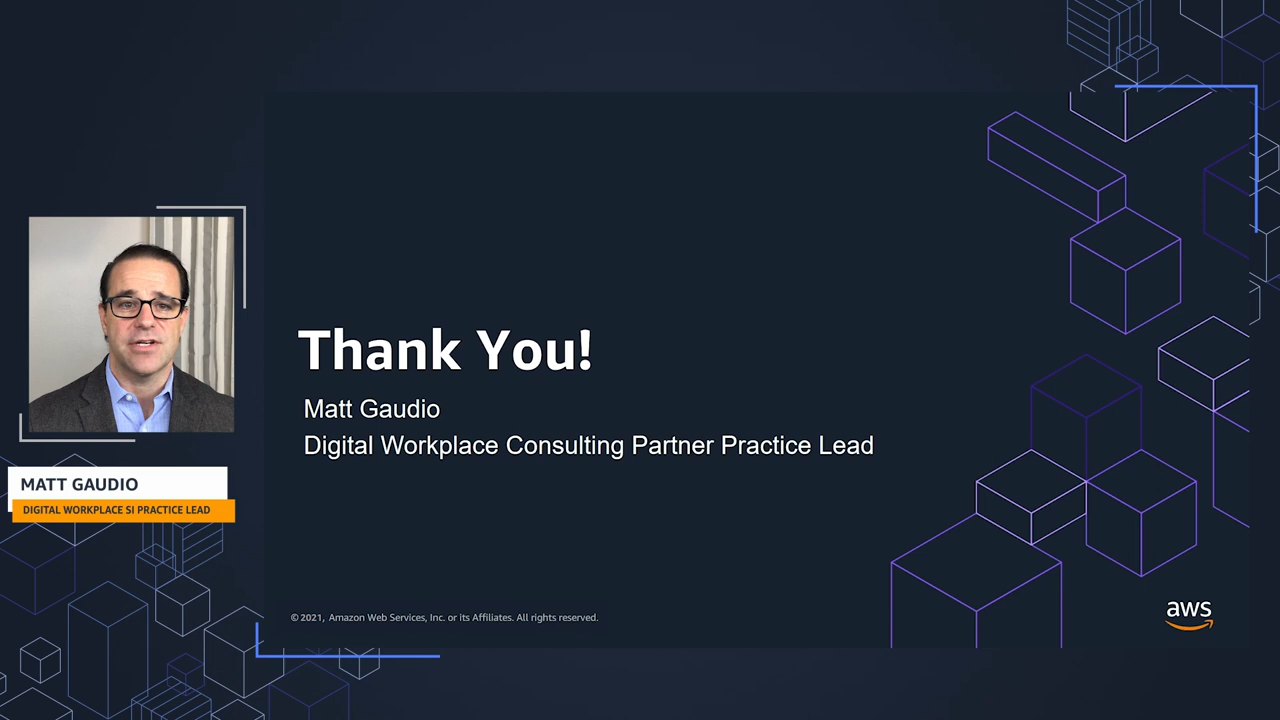 Thank You!
Matt Gaudio
Digital Workplace Consulting Partner Practice Lead
MATT GAUDIO
DIGITAL WORKPLACE SI PRACTICE LEAD
© 2021, Amazon Web Services, Inc. or its Affiliates. All rights reserved.
aws